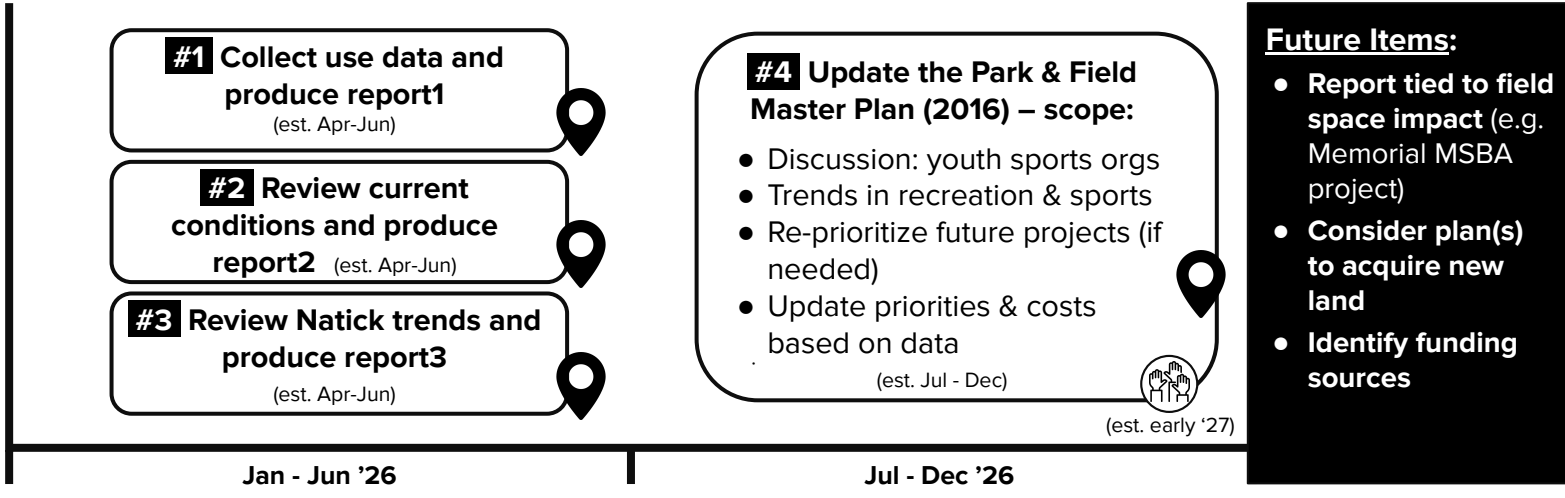 #1 Collect use data and
produce report1
(est. Apr-Jun)
#2 Review current
conditions and produce
report2 (est. Apr-Jun)
#3 Review Natick trends and
produce report3
(est. Apr-Jun)
#4 Update the Park & Field
Master Plan (2016) – scope:
● Discussion: youth sports orgs
● Trends in recreation & sports
● Re-prioritize future projects (if
needed)
● Update priorities & costs
based on data
(est. Jul - Dec)
(est. early ‘27)
Jan - Jun ’26
Jul - Dec ’26
Future Items:
● Report tied to field
space impact (e.g.
Memorial MSBA
project)
● Consider plan(s)
to acquire new
land
● Identify funding
sources